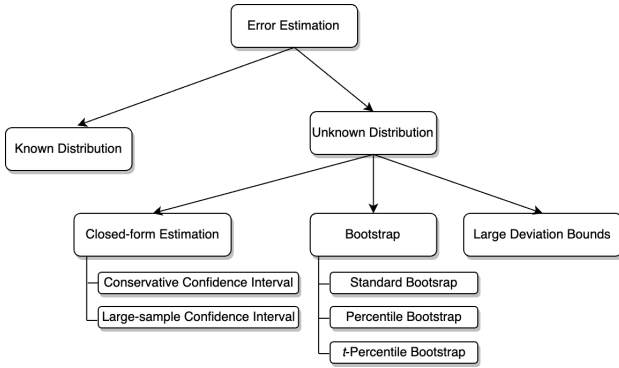 Error Estimation
Known Distribution
Unknown Distribution
Closed-form Estimation
Bootstrap
Large Deviation Bounds
Conservative Confidence Interval
Large-sample Confidence Interval
Standard Bootsrap
Percentile Bootstrap
t-Percentile Bootstrap